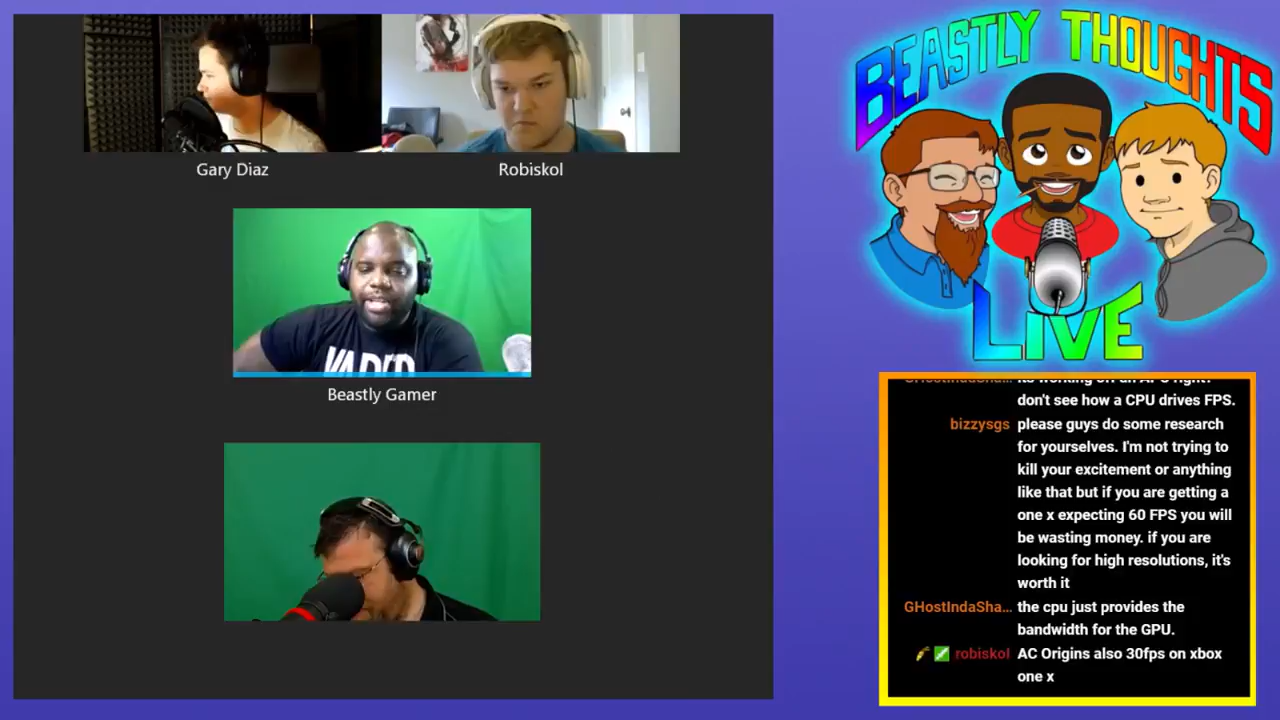 BEASTLY THOUGHTS
LIVE
Gary Diaz
Robiskol
VADER
Beastly Gamer
don't see how a CPU drives FPS.
bizzysgs please guys do some research
for yourselves. I'm not trying to
kill your excitement or anything
like that but if you are getting a
one x expecting 60 FPS you will
be wasting money. if you are
looking for high resolutions, it's
worth it
GHostIndaSha... the cpu just provides the
bandwidth for the GPU.
robiskol AC Origins also 30fps on xbox
one x